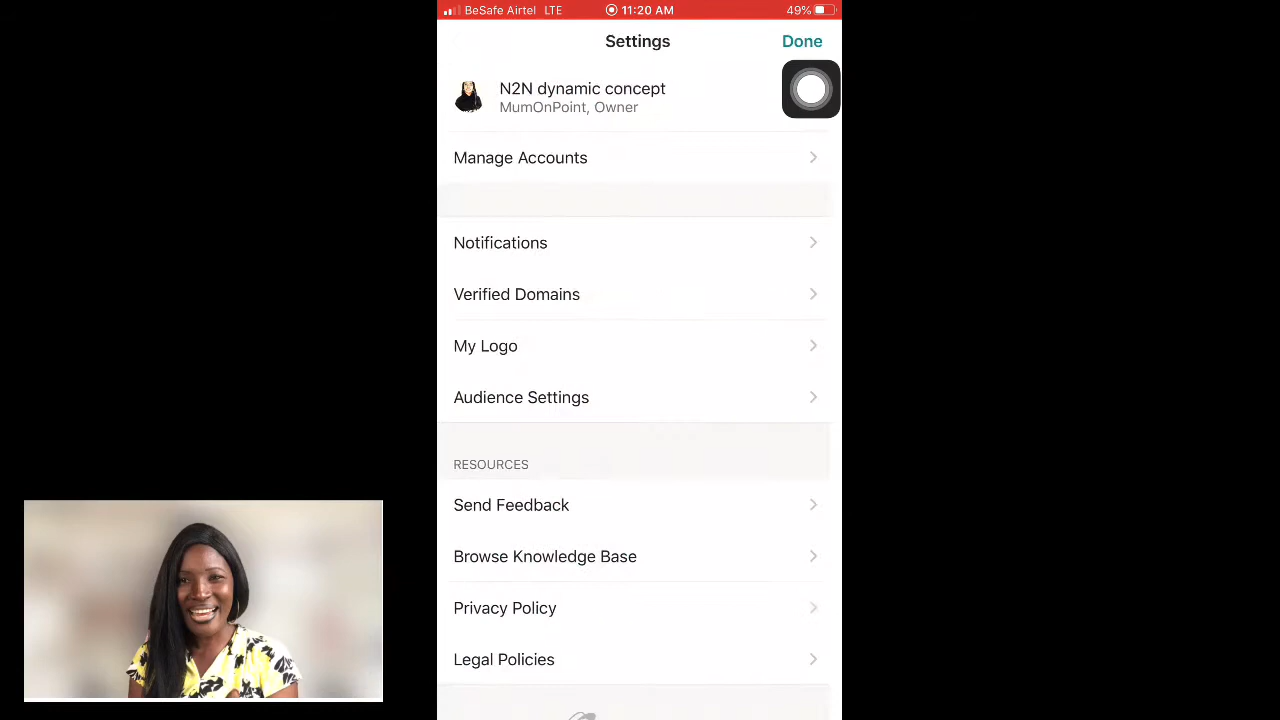 BeSafe Airtel LTE 11:20 AM 49%
Settings Done
N2N dynamic concept
MumOnPoint, Owner
Manage Accounts
Notifications
Verified Domains
My Logo
Audience Settings
RESOURCES
Send Feedback
Browse Knowledge Base
Privacy Policy
Legal Policies